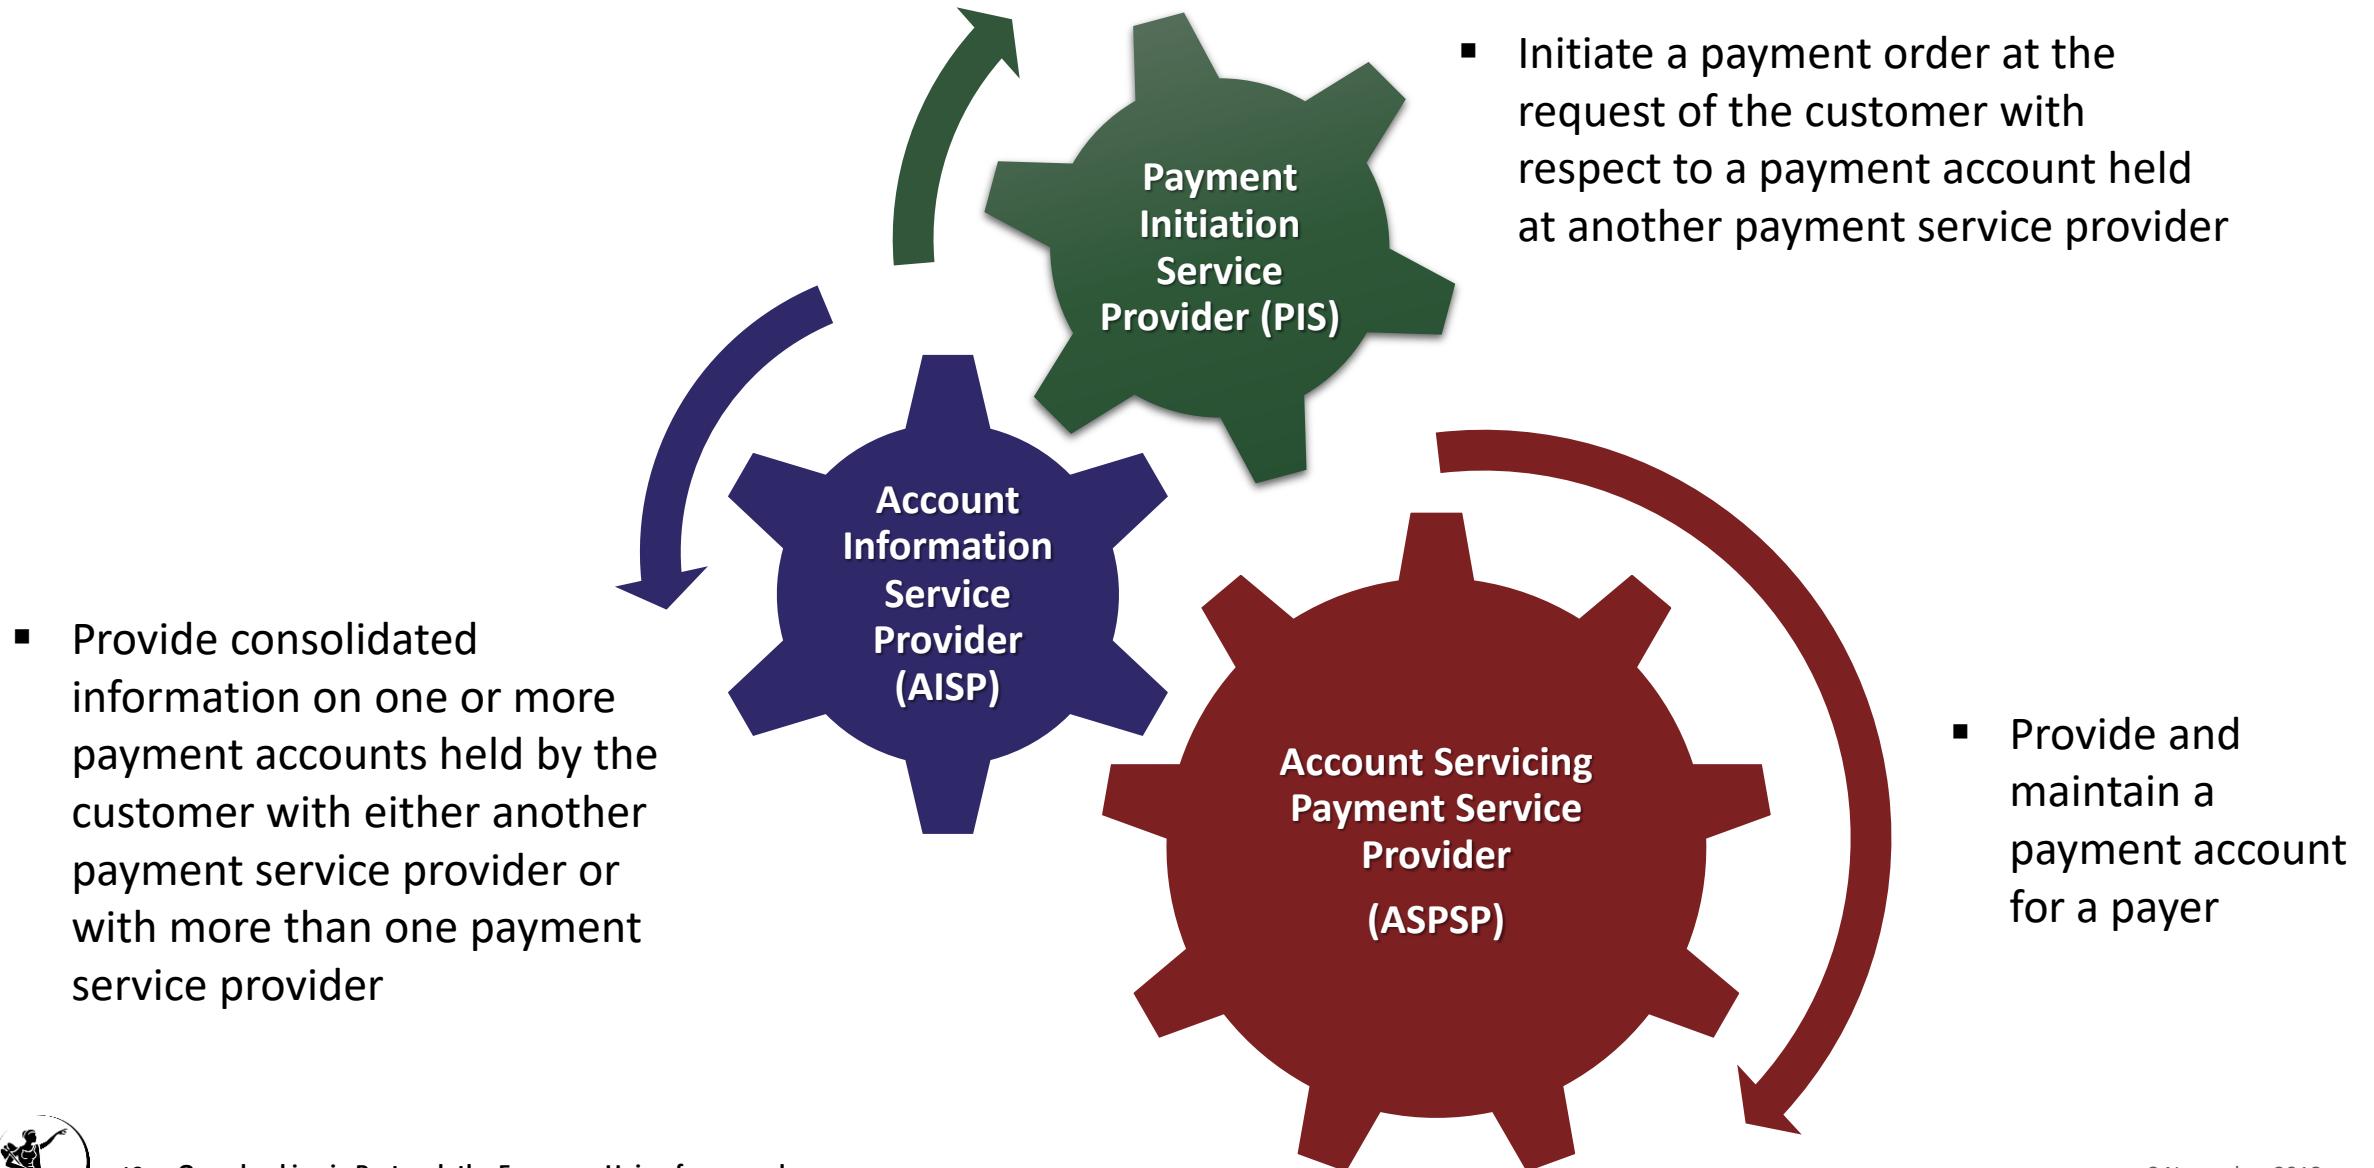 ▪ Initiate a payment order at the
request of the customer with
respect to a payment account held
at another payment service provider
Payment
Initiation
Service
Provider (PIS)
Account
Information
Service
Provider
(AISP)
▪ Provide consolidated
information on one or more
payment accounts held by the
customer with either another
payment service provider or
with more than one payment
service provider
Account Servicing
Payment Service
Provider
(ASPSP)
▪ Provide and
maintain a
payment account
for a payer